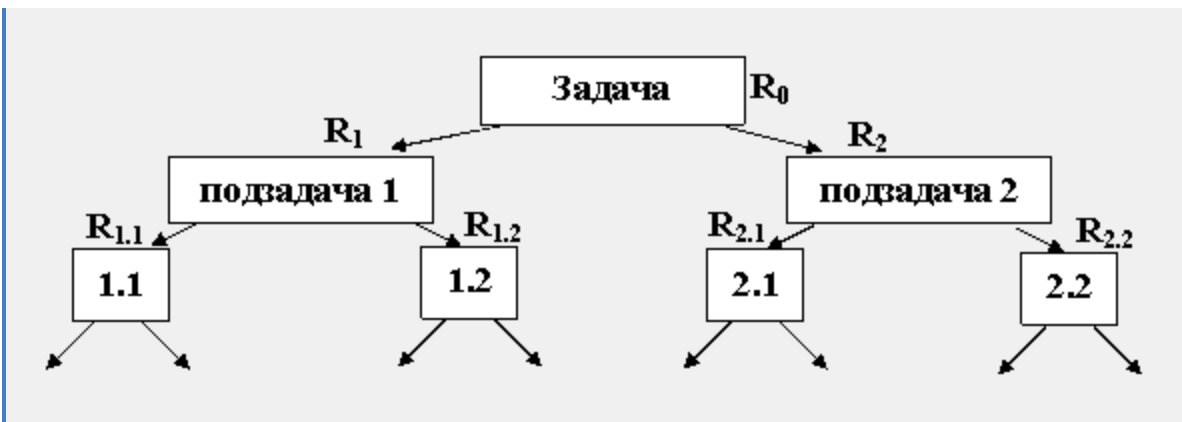 Задача R₀
R₁ R₂
подзадача 1 подзадача 2
R₁.₁ R₁.₂ R₂.₁ R₂.₂
1.1 1.2 2.1 2.2